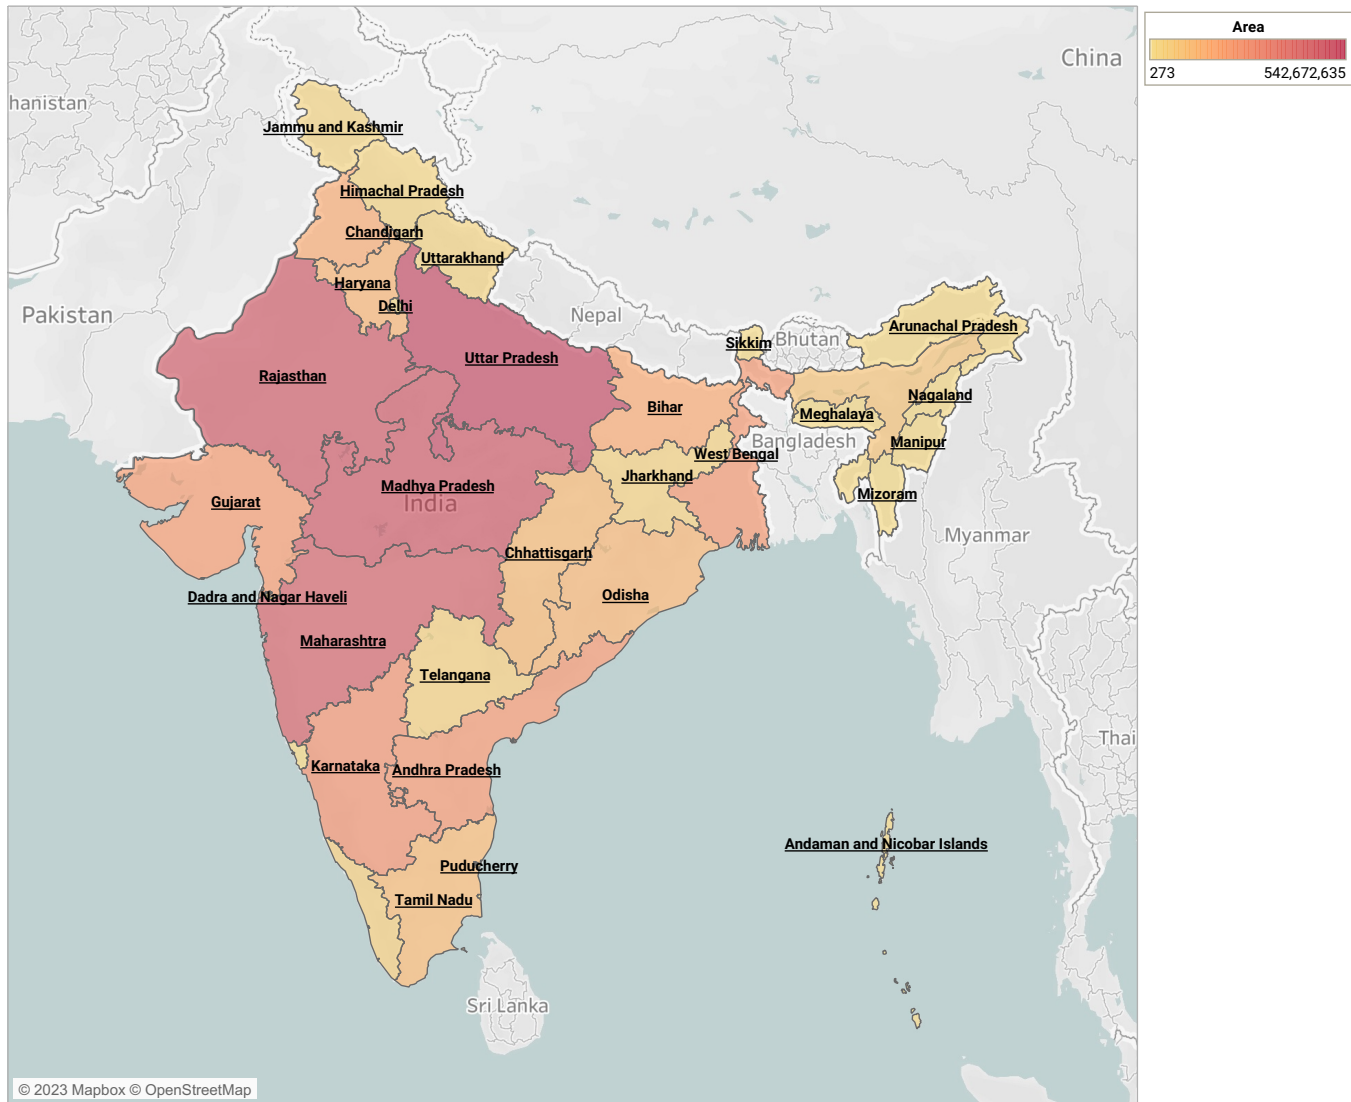 Area
273
542,672,635
China
hanistan
Jammu and Kashmir
Himachal Pradesh
Chandigarh
Uttarakhand
Haryana
Delhi
Pakistan
Nepal
Arunachal Pradesh
Sikkim
Bhutan
Uttar Pradesh
Rajasthan
Nagaland
Bihar
Meghalaya
Bangladesh
Manipur
West Bengal
Jharkhand
Madhya Pradesh
India
Mizoram
Gujarat
Myanmar
Chhattisgarh
Odisha
Dadra and Nagar Haveli
Maharashtra
Telangana
Thai
Karnataka
Andhra Pradesh
Andaman and Nicobar Islands
Puducherry
Tamil Nadu
Sri Lanka
© 2023 Mapbox © OpenStreetMap